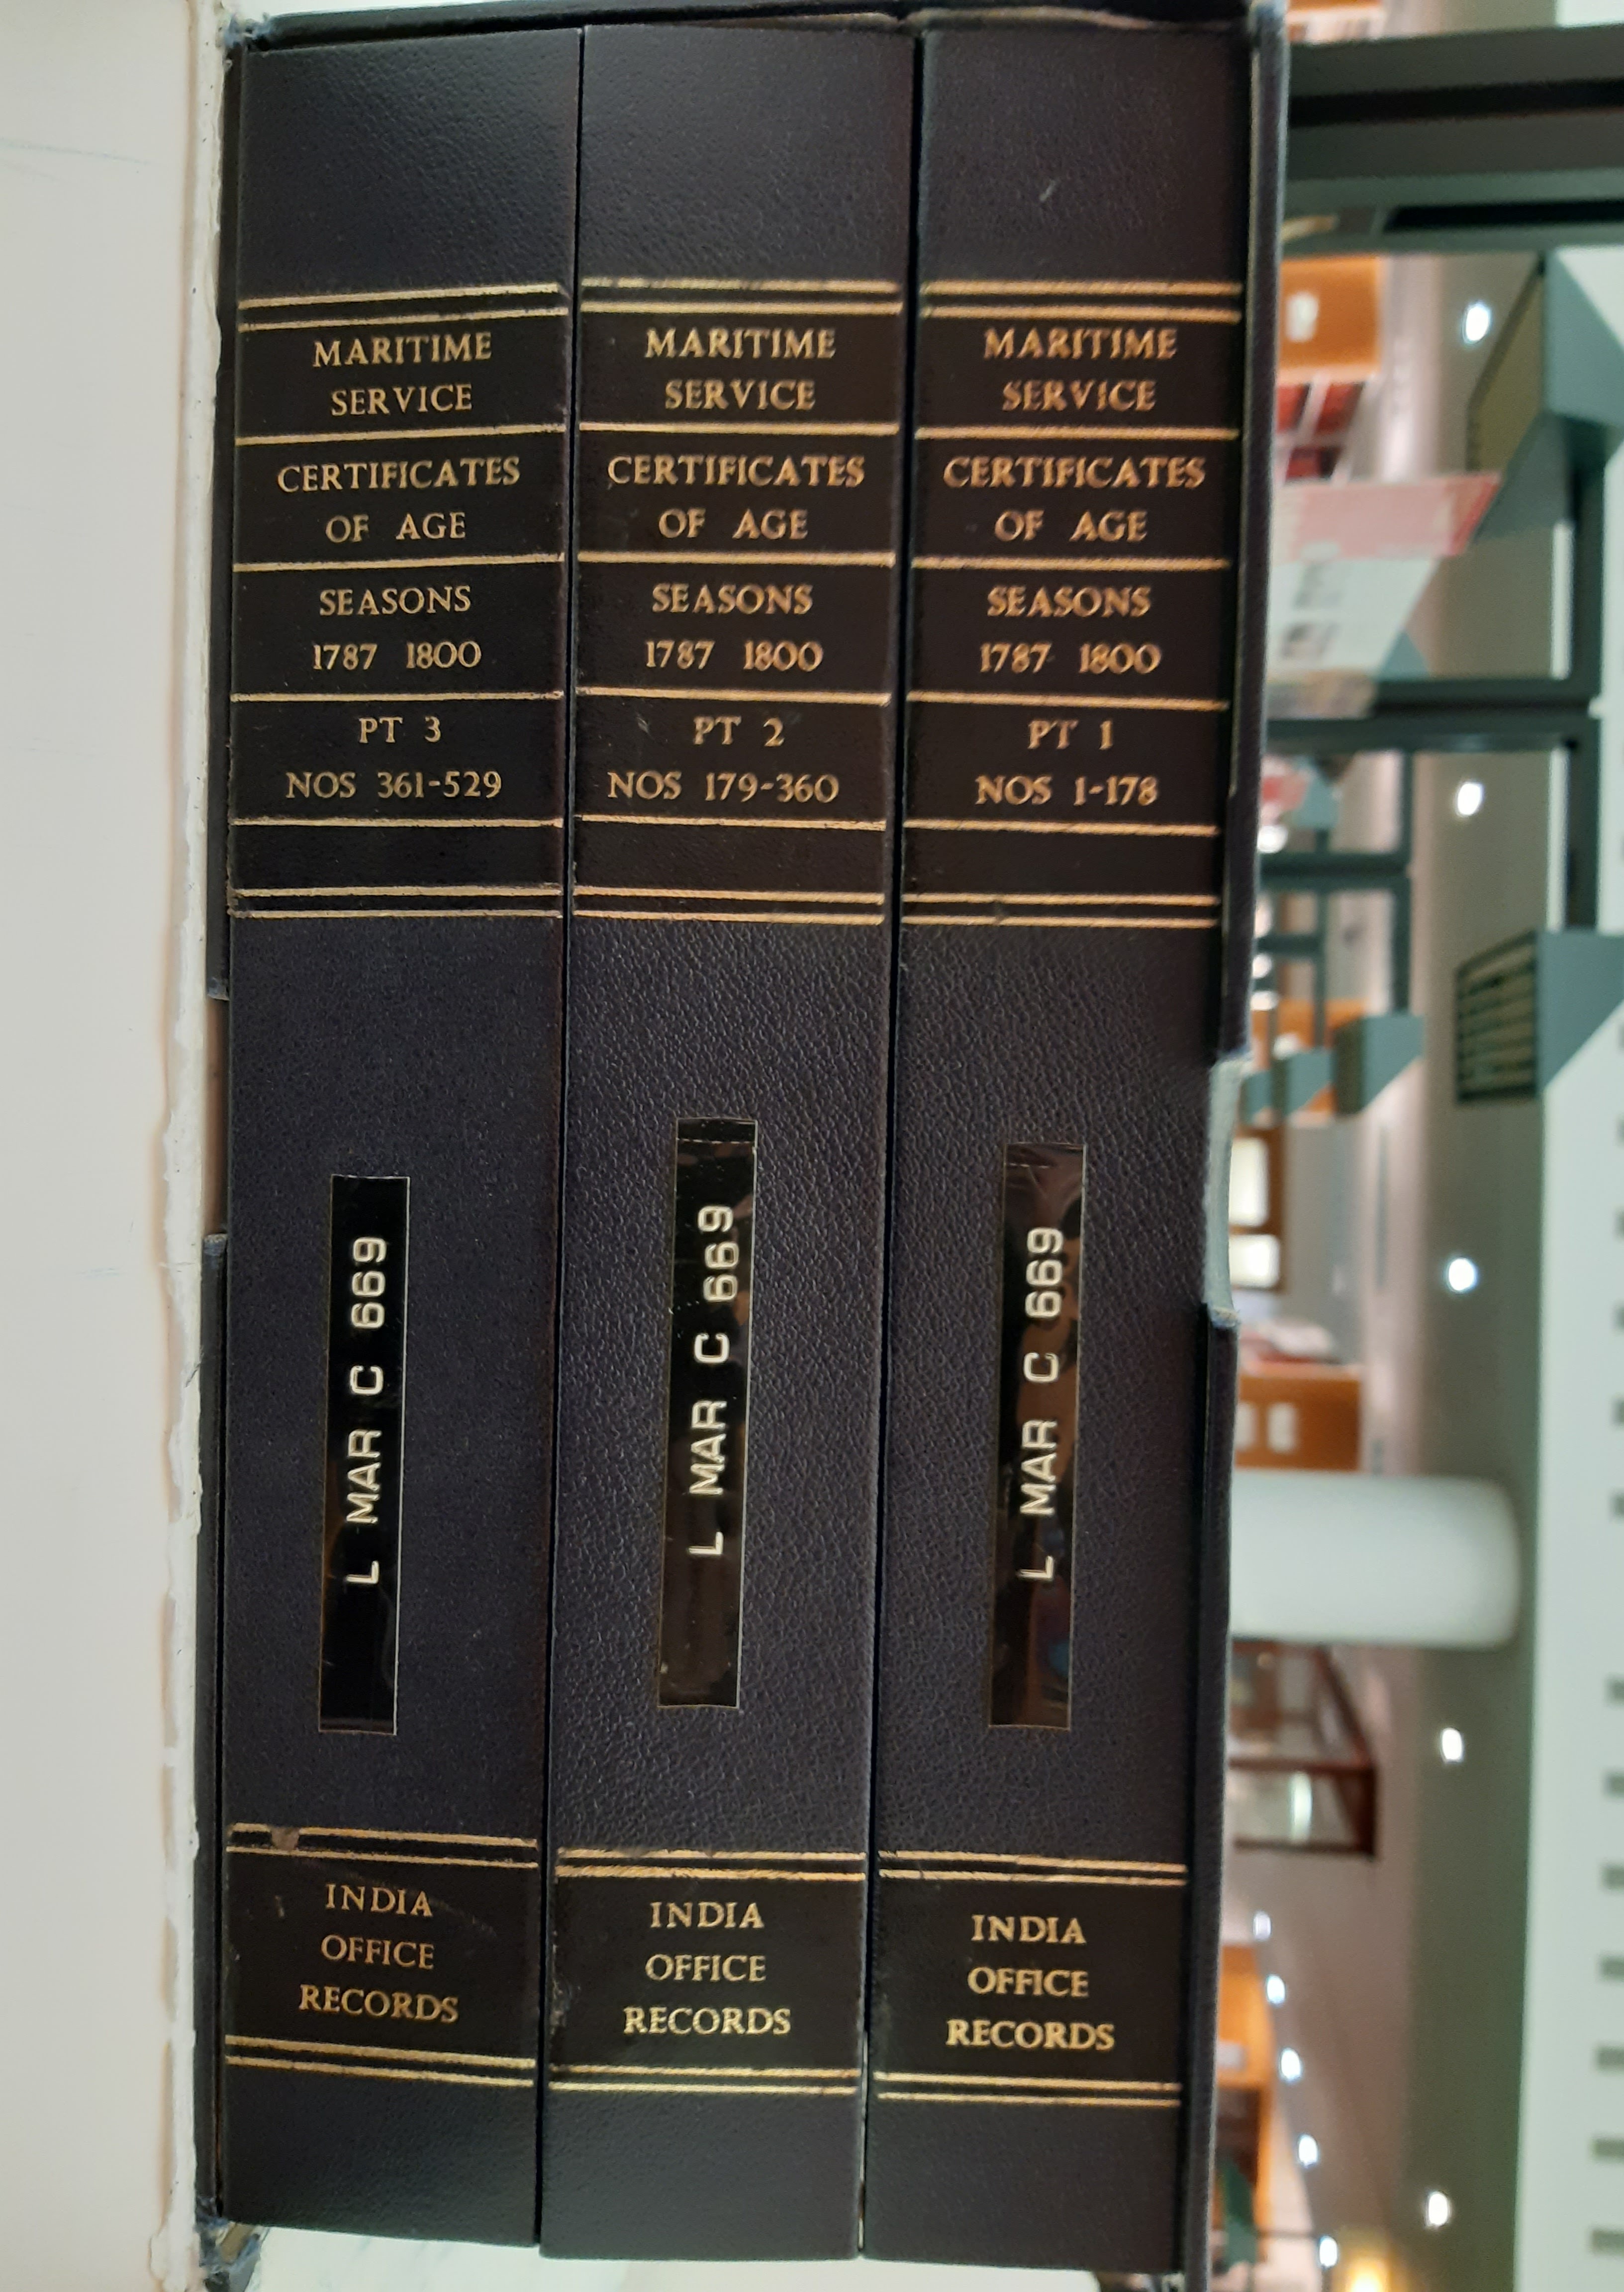 MARITIME
SERVICE
CERTIFICATES
OF AGE
SEASONS
1787 1800
PT 3
NOS 361-529
L MAR C 669
INDIA
OFFICE
RECORDS
MARITIME
SERVICE
CERTIFICATES
OF AGE
SEASONS
1787 1800
PT 2
NOS 179-360
L MAR C 669
INDIA
OFFICE
RECORDS
MARITIME
SERVICE
CERTIFICATES
OF AGE
SEASONS
1787 1800
PT 1
NOS 1-178
L MAR C 669
INDIA
OFFICE
RECORDS